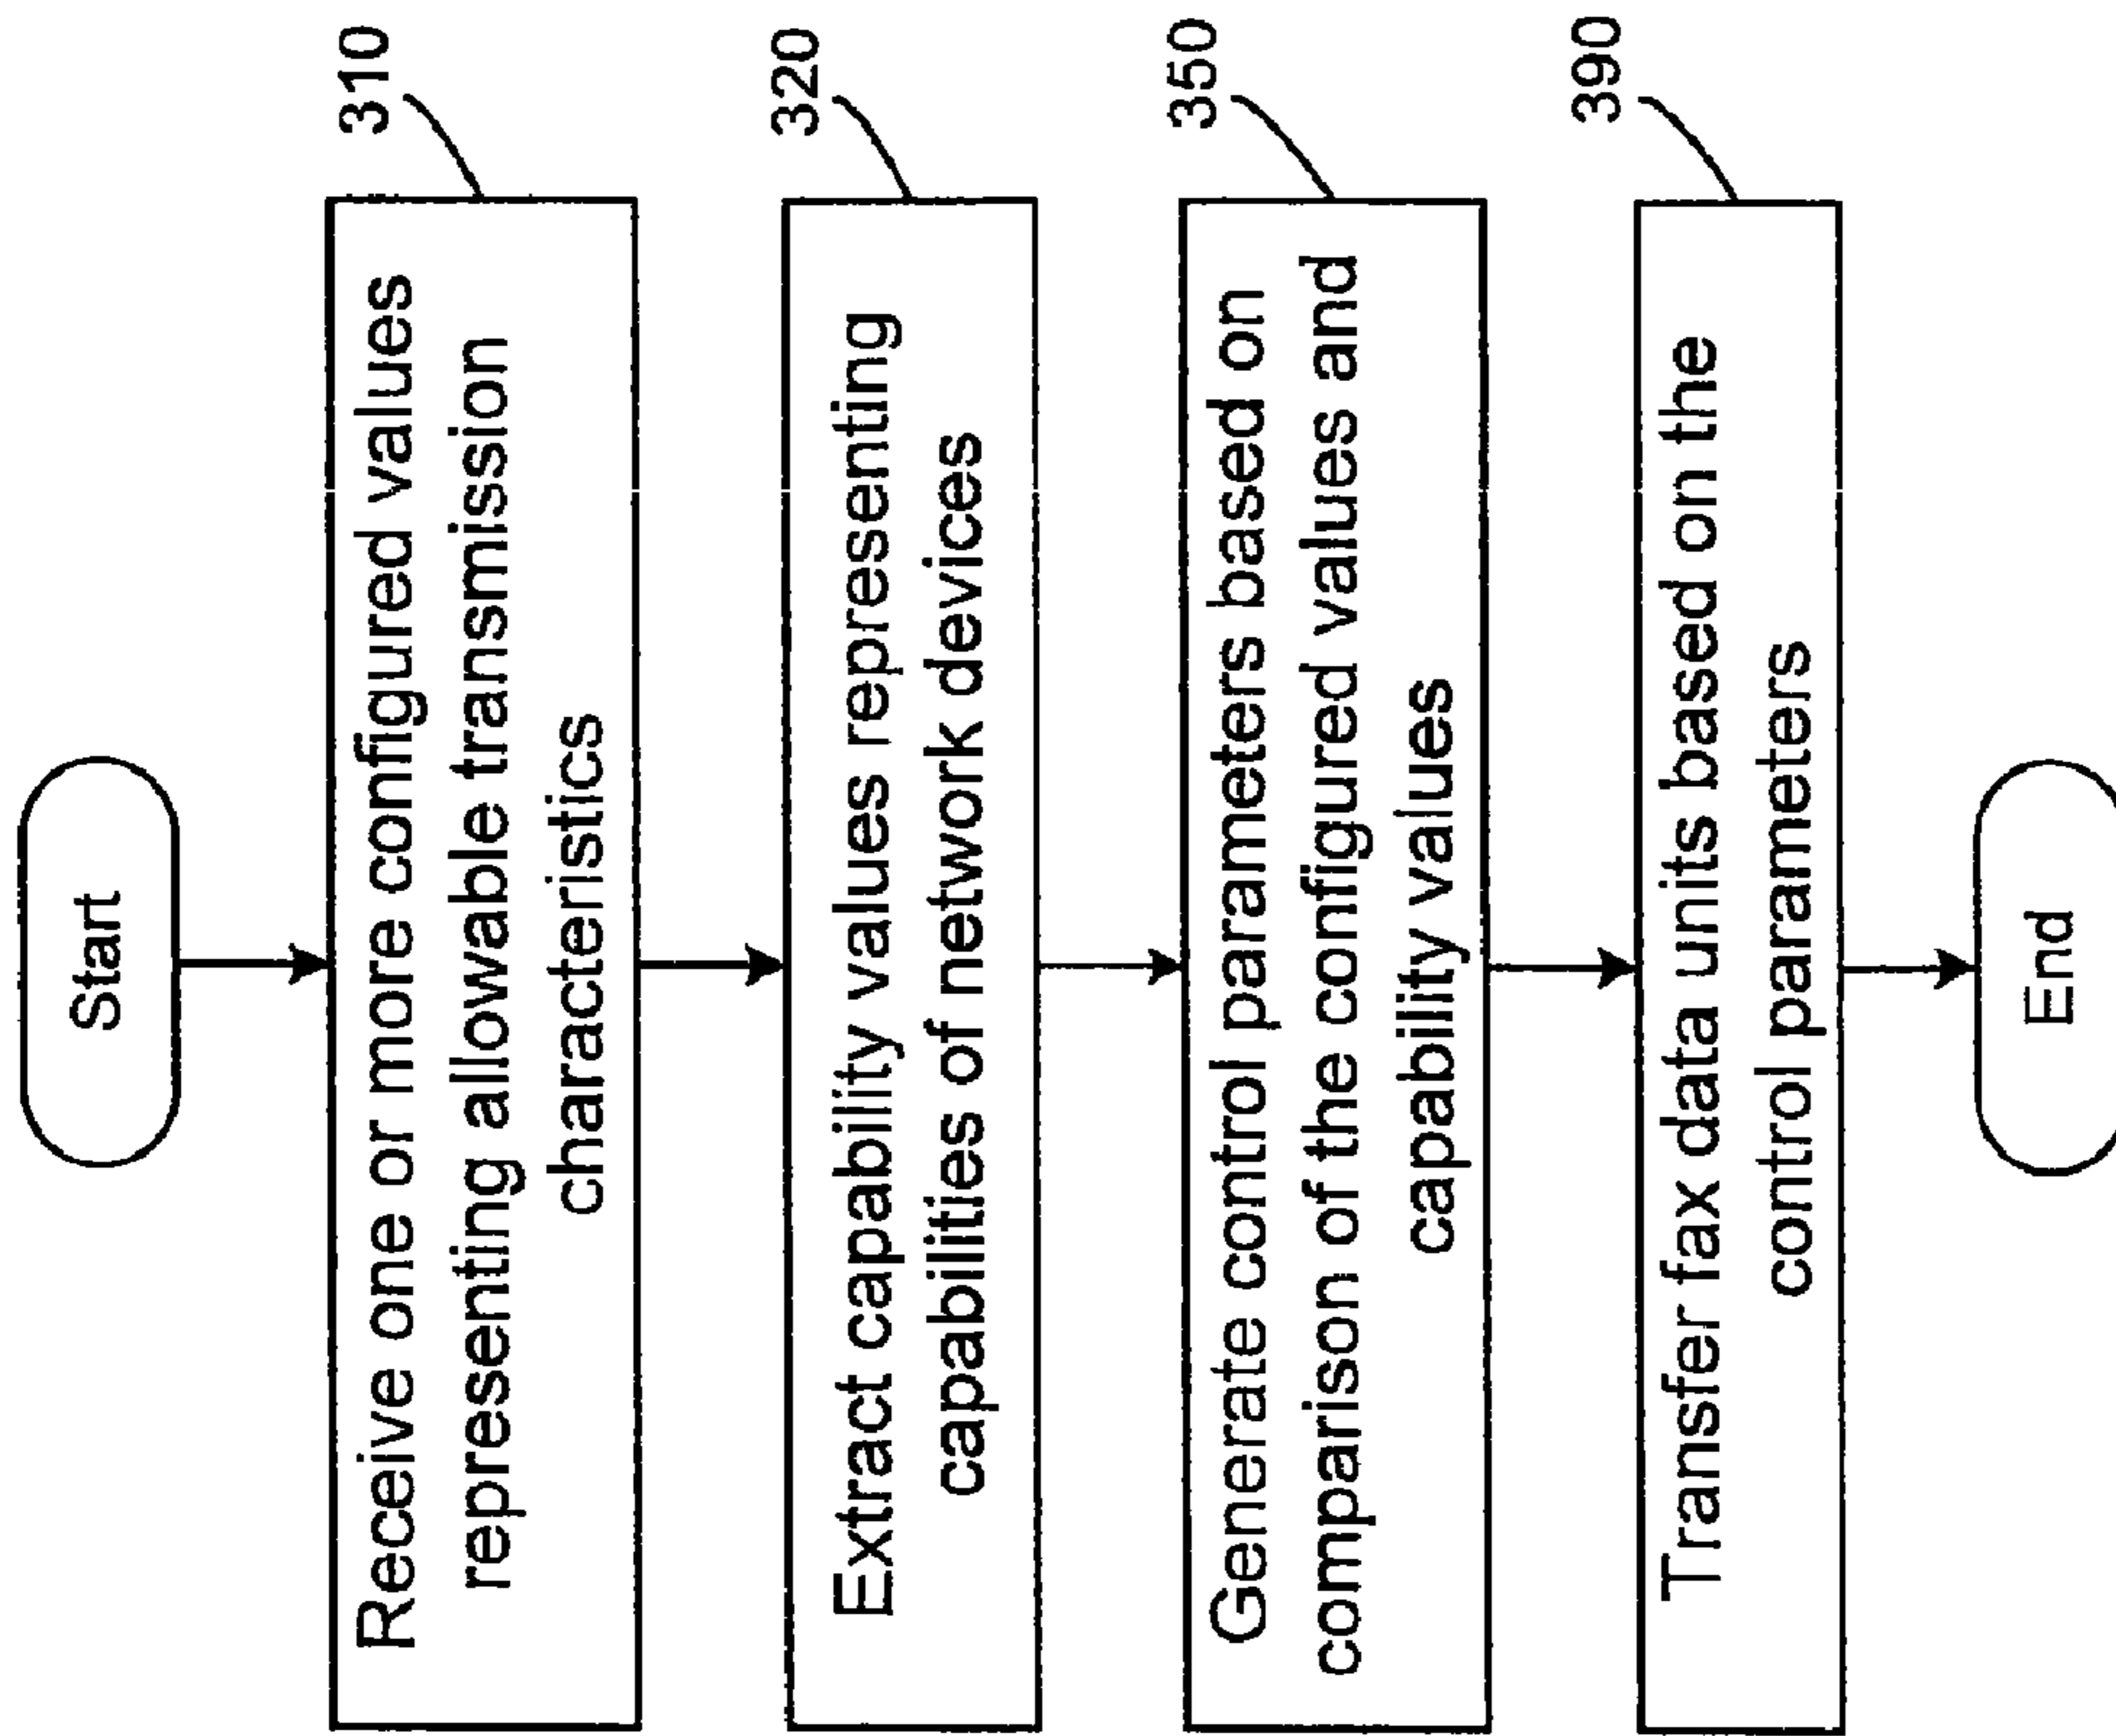 Start
310
Receive one or more configured values
representing allowable transmission
characteristics
320
Extract capability values representing
capabilities of network devices
350
Generate control parameters based on
comparison of the configured values and
capability values
390
Transfer fax data units based on the
control parameters
End